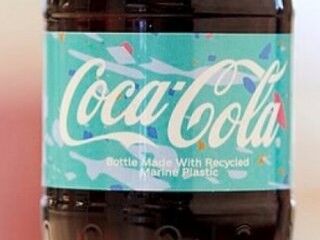 Coca-Cola
Bottle Made With Recycled
Marine Plastic